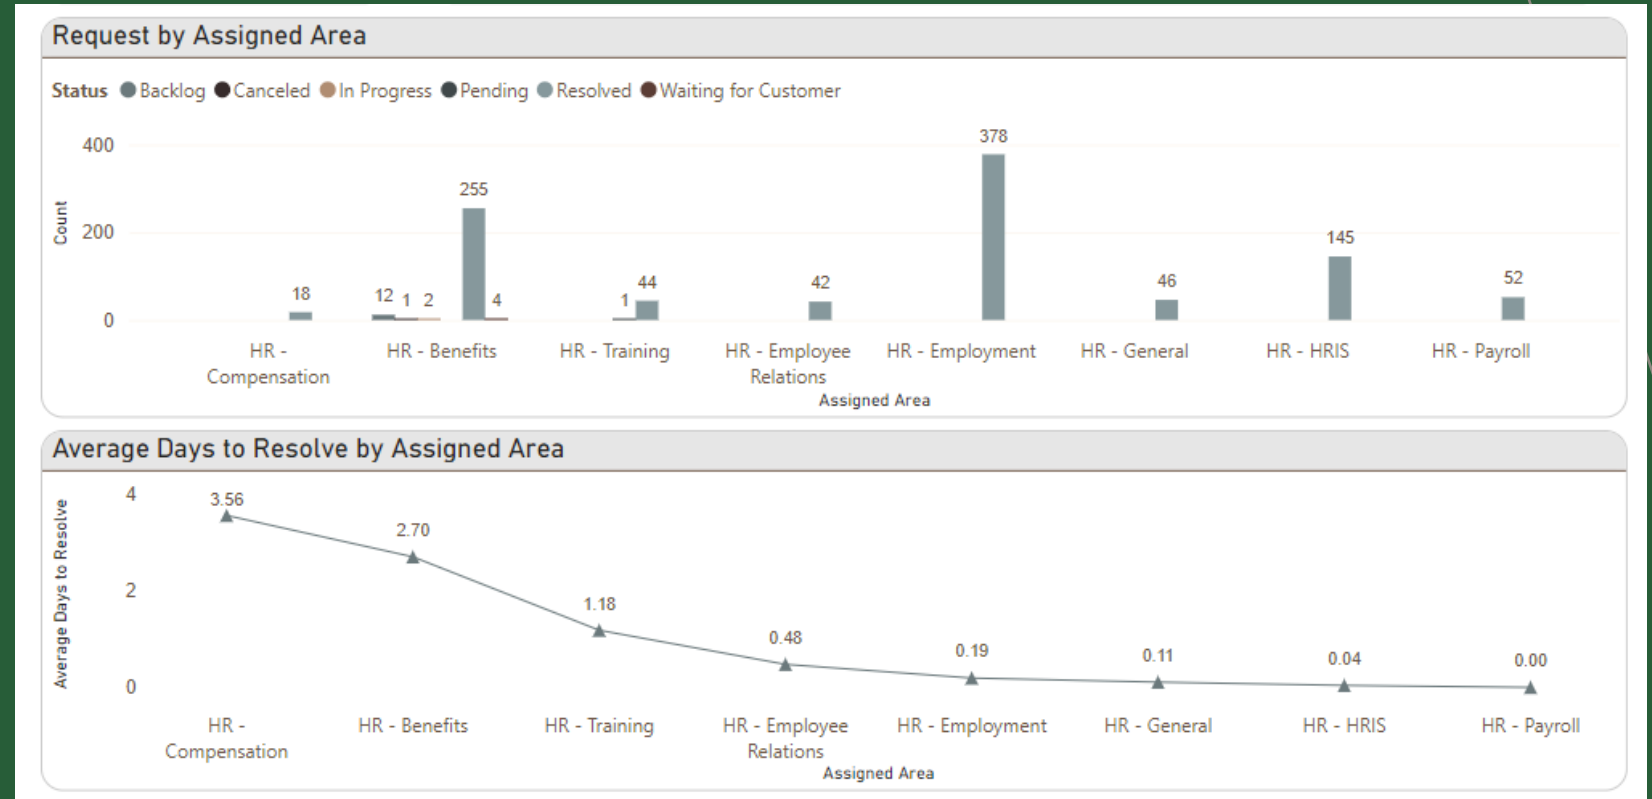 Request by Assigned Area
Status Backlog Canceled In Progress Pending Resolved Waiting for Customer
Count
400
200
0
18
12
1
2
255
4
1
44
42
378
46
145
52
HR -
Compensation
HR - Benefits
HR - Training
HR - Employee
Relations
HR - Employment
HR - General
HR - HRIS
HR - Payroll
Assigned Area
Average Days to Resolve by Assigned Area
Average Days to Resolve
4
2
0
3.56
2.70
1.18
0.48
0.19
0.11
0.04
0.00
HR -
Compensation
HR - Benefits
HR - Training
HR - Employee
Relations
HR - Employment
HR - General
HR - HRIS
HR - Payroll
Assigned Area